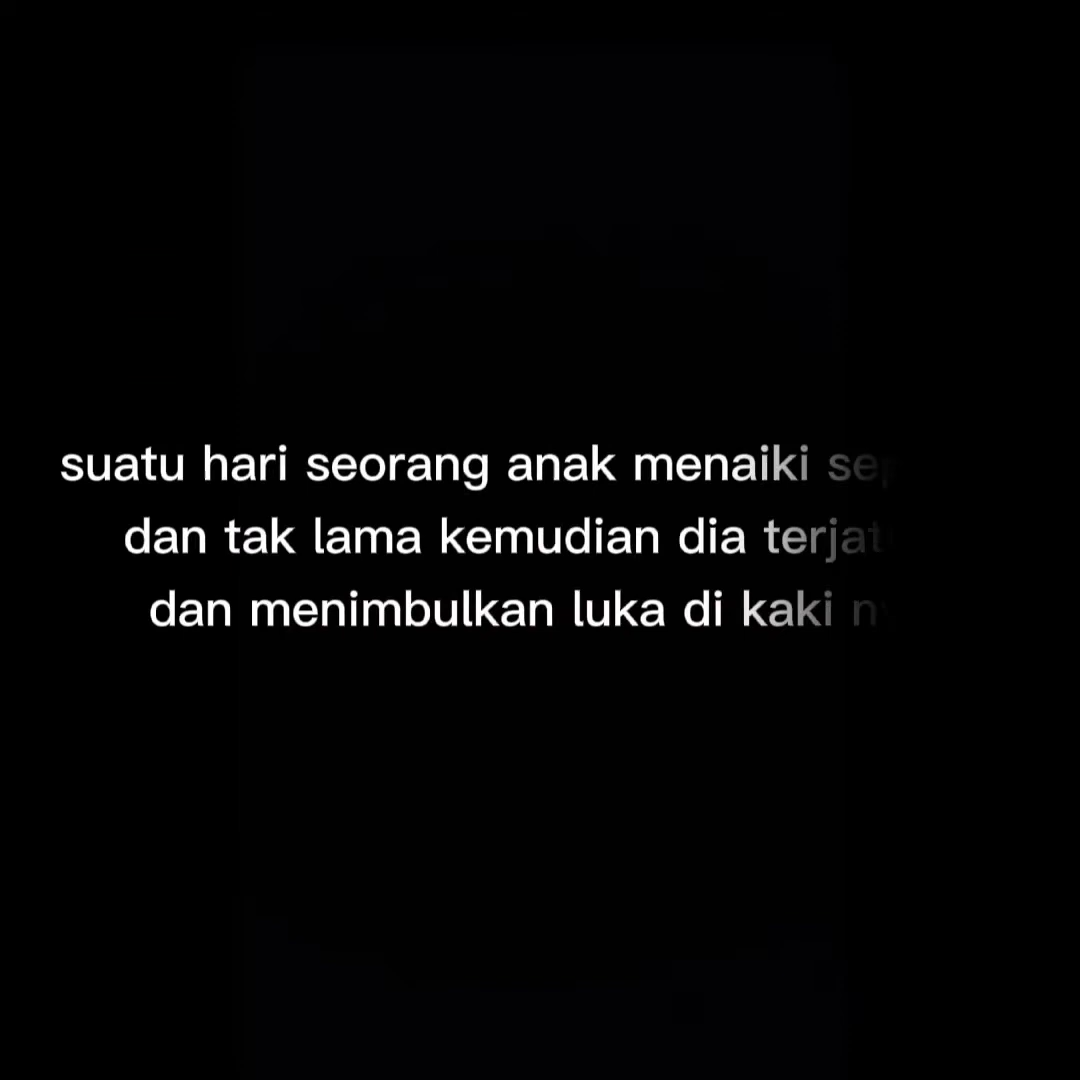 suatu hari seorang anak menaiki
dan tak lama kemudian dia
dan menimbulkan luka di kaki